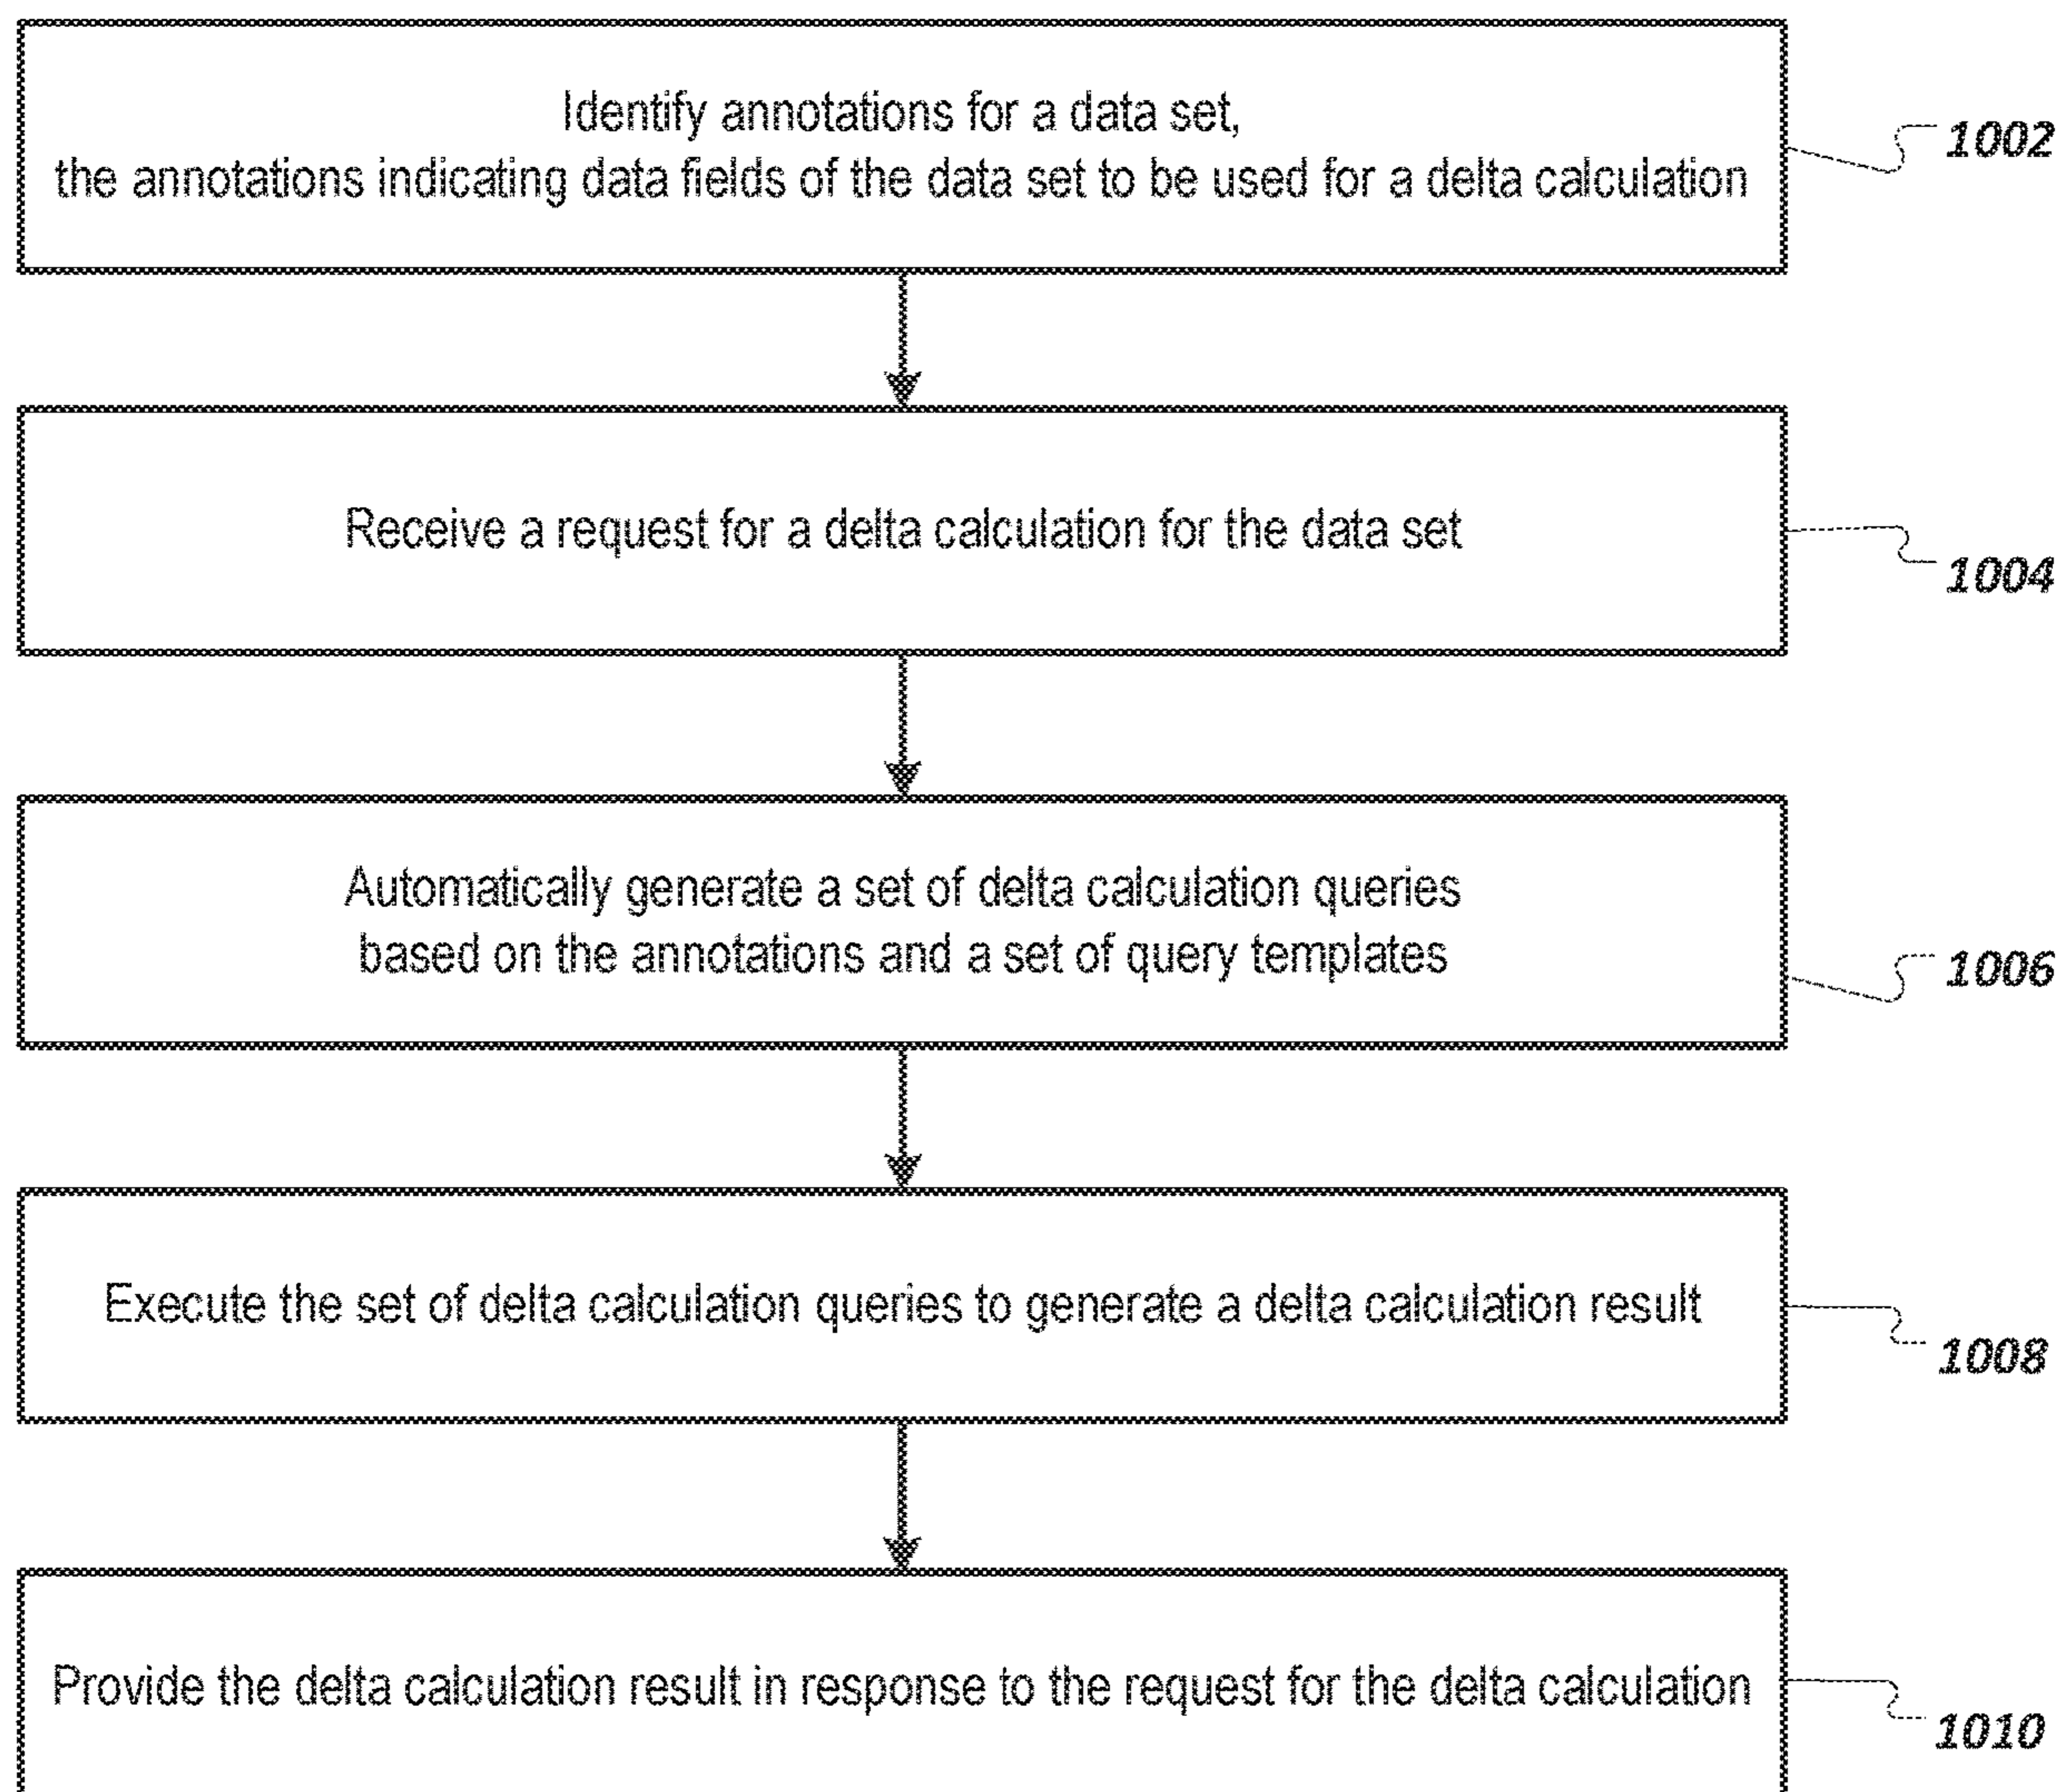 Identify annotations for a data set,
the annotations indicating data fields of the data set to be used for a delta calculation
1002
Receive a request for a delta calculation for the data set
1004
Automatically generate a set of delta calculation queries
based on the annotations and a set of query templates
1006
Execute the set of delta calculation queries to generate a delta calculation result
1008
Provide the delta calculation result in response to the request for the delta calculation
1010